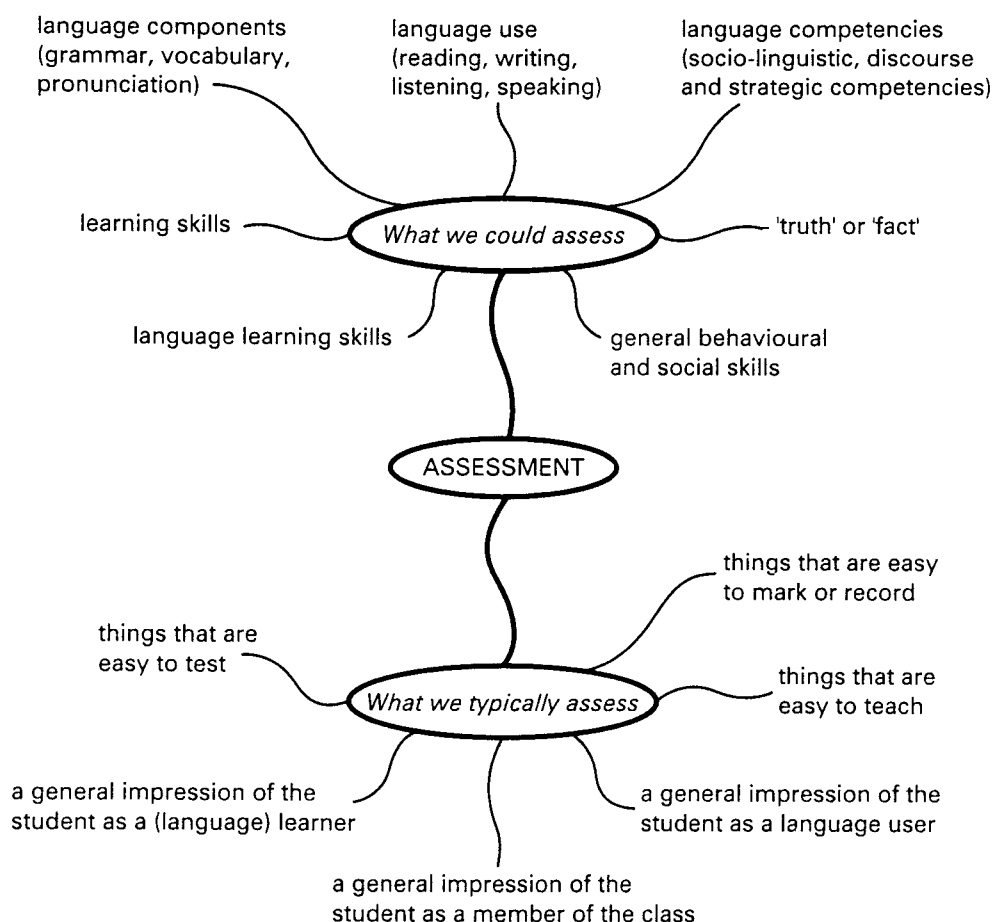 language components
(grammar, vocabulary,
pronunciation)
language use
(reading, writing,
listening, speaking)
language competencies
(socio-linguistic, discourse
and strategic competencies)
learning skills
What we could assess
'truth' or 'fact'
language learning skills
general behavioural
and social skills
ASSESSMENT
things that are easy
to mark or record
things that are
easy to test
What we typically assess
things that are
easy to teach
a general impression of the
student as a (language) learner
a general impression of the
student as a language user
a general impression of the
student as a member of the class